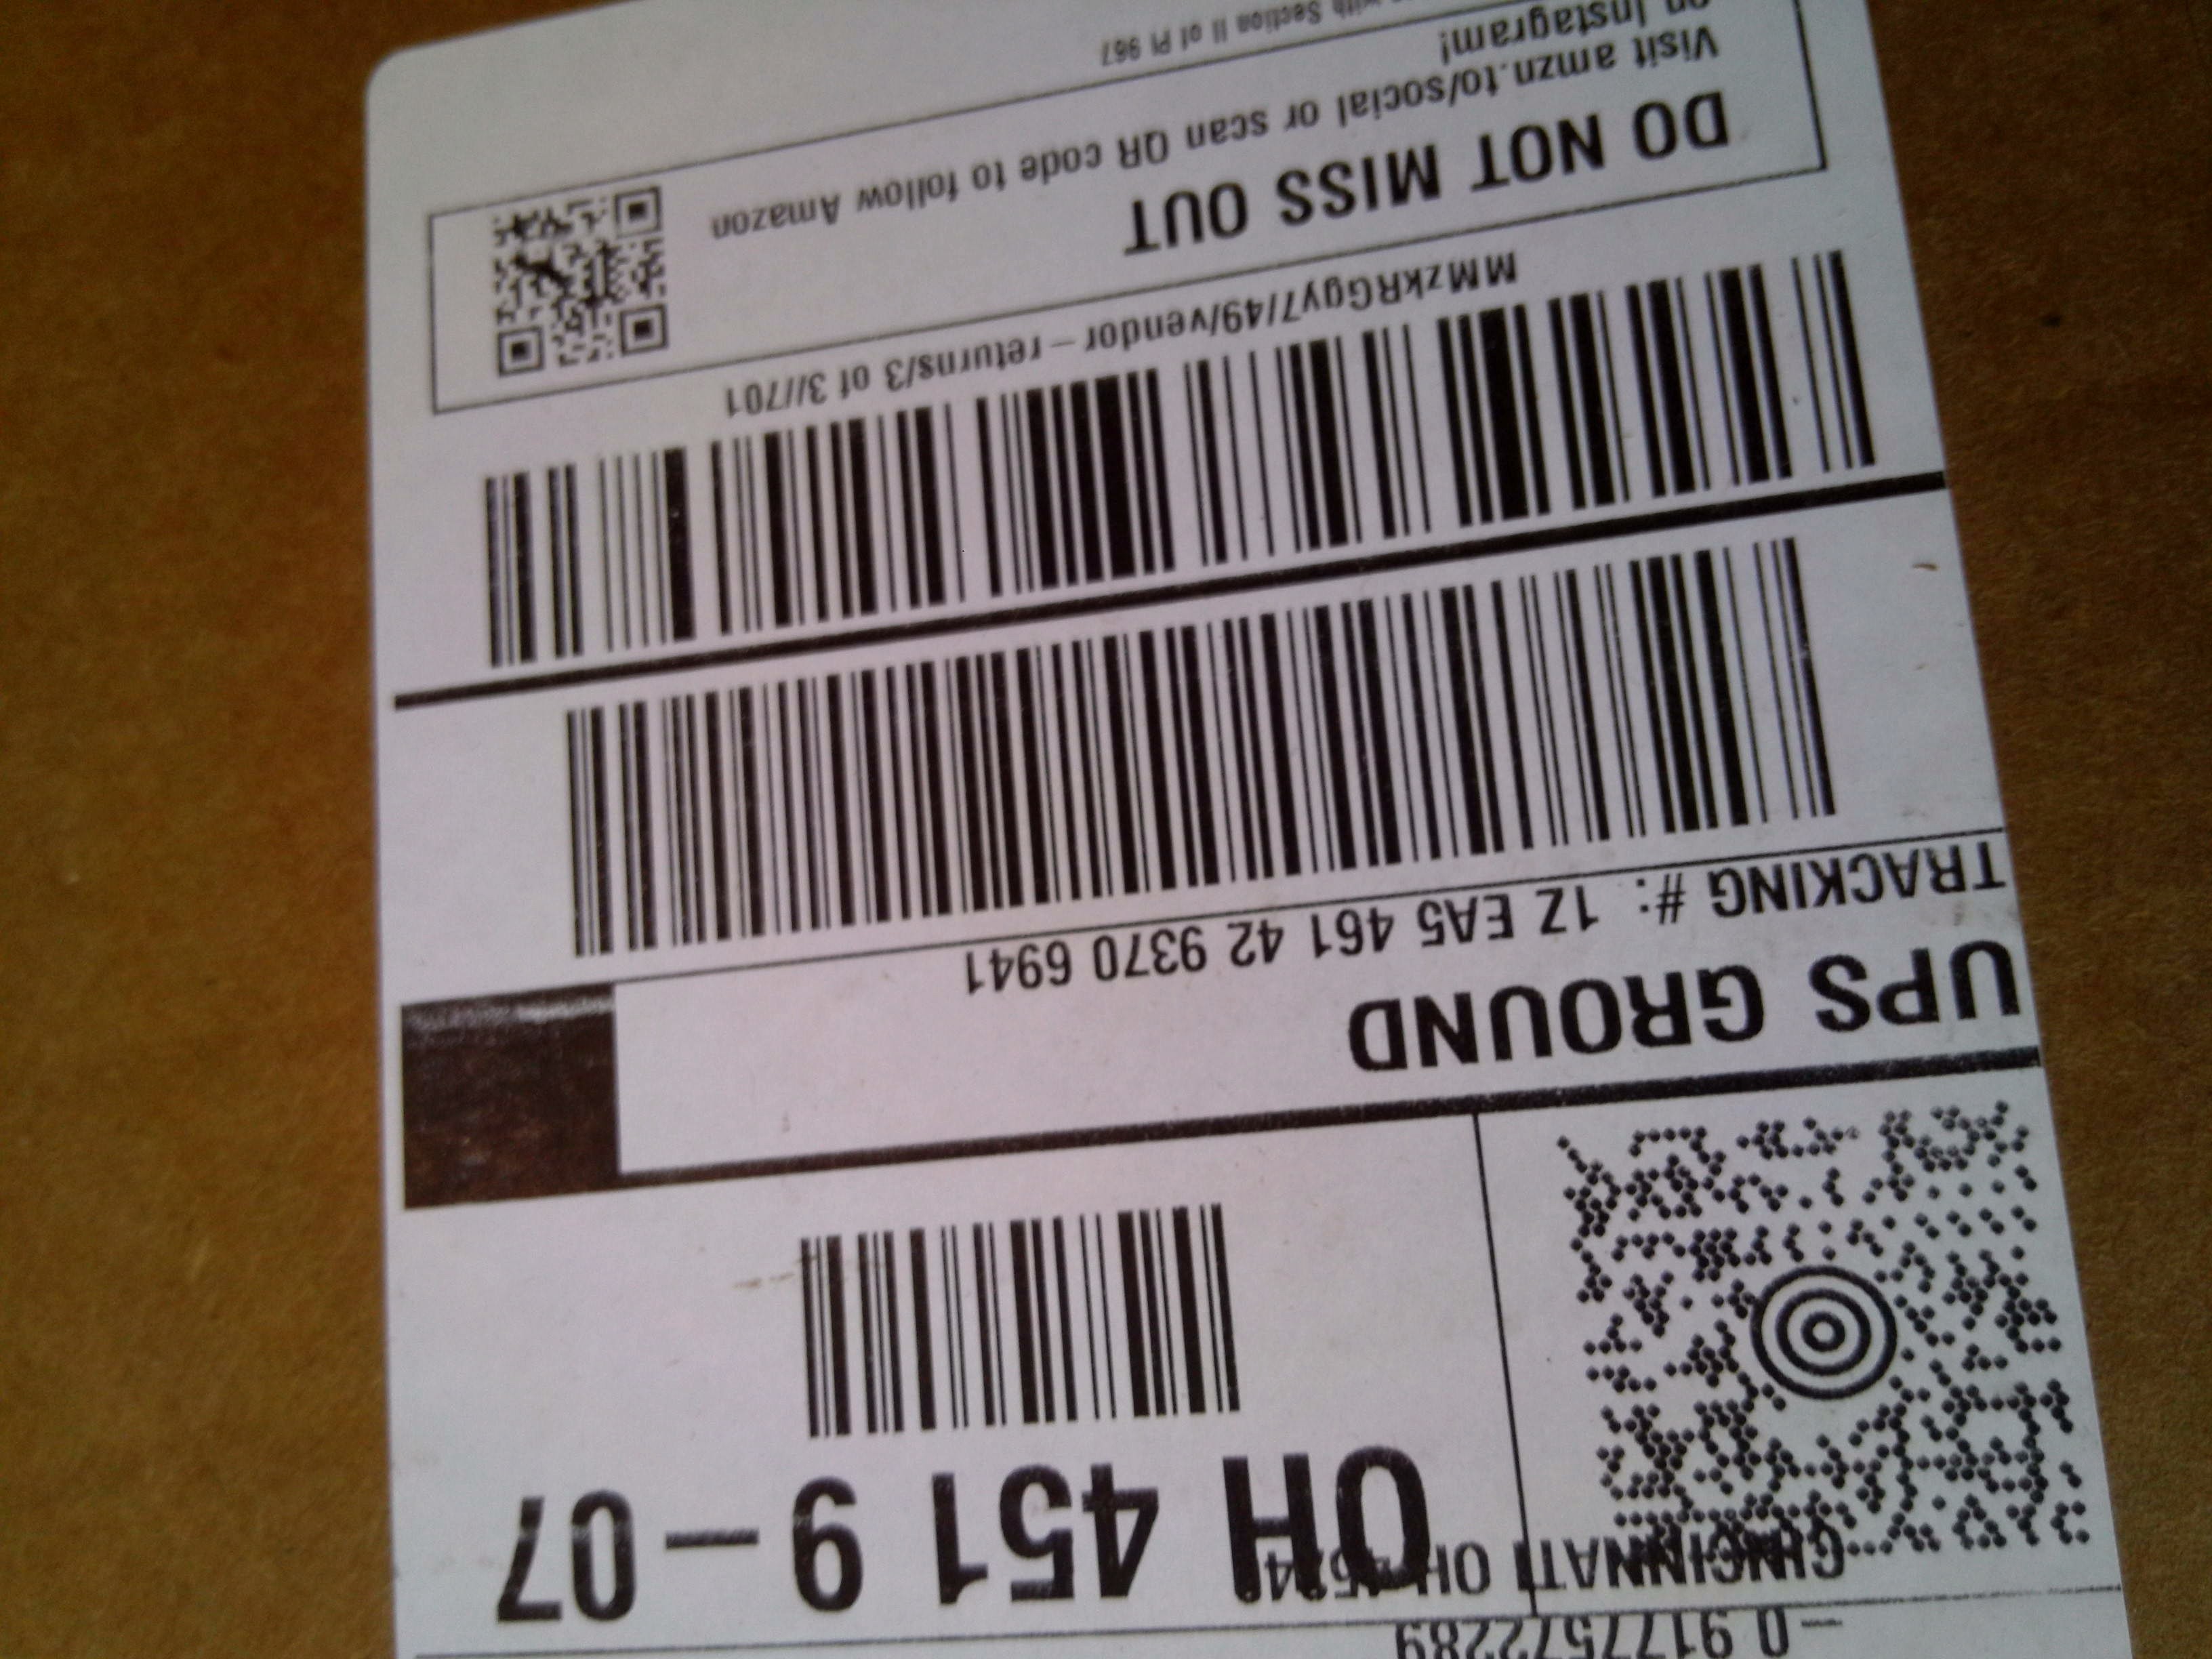 – 0 9177572289
CINCINNATI OH
OH 451 9 – 07
UPS GROUND
TRACKING #: 1Z EA5 461 42 9370 6941
MMzkRGgy7/49/vendor – returns/3 of 3//701
DO NOT MISS OUT
Visit amzn.to/social or scan QR code to follow Amazon
on Instagram!
with Section II of PI 967